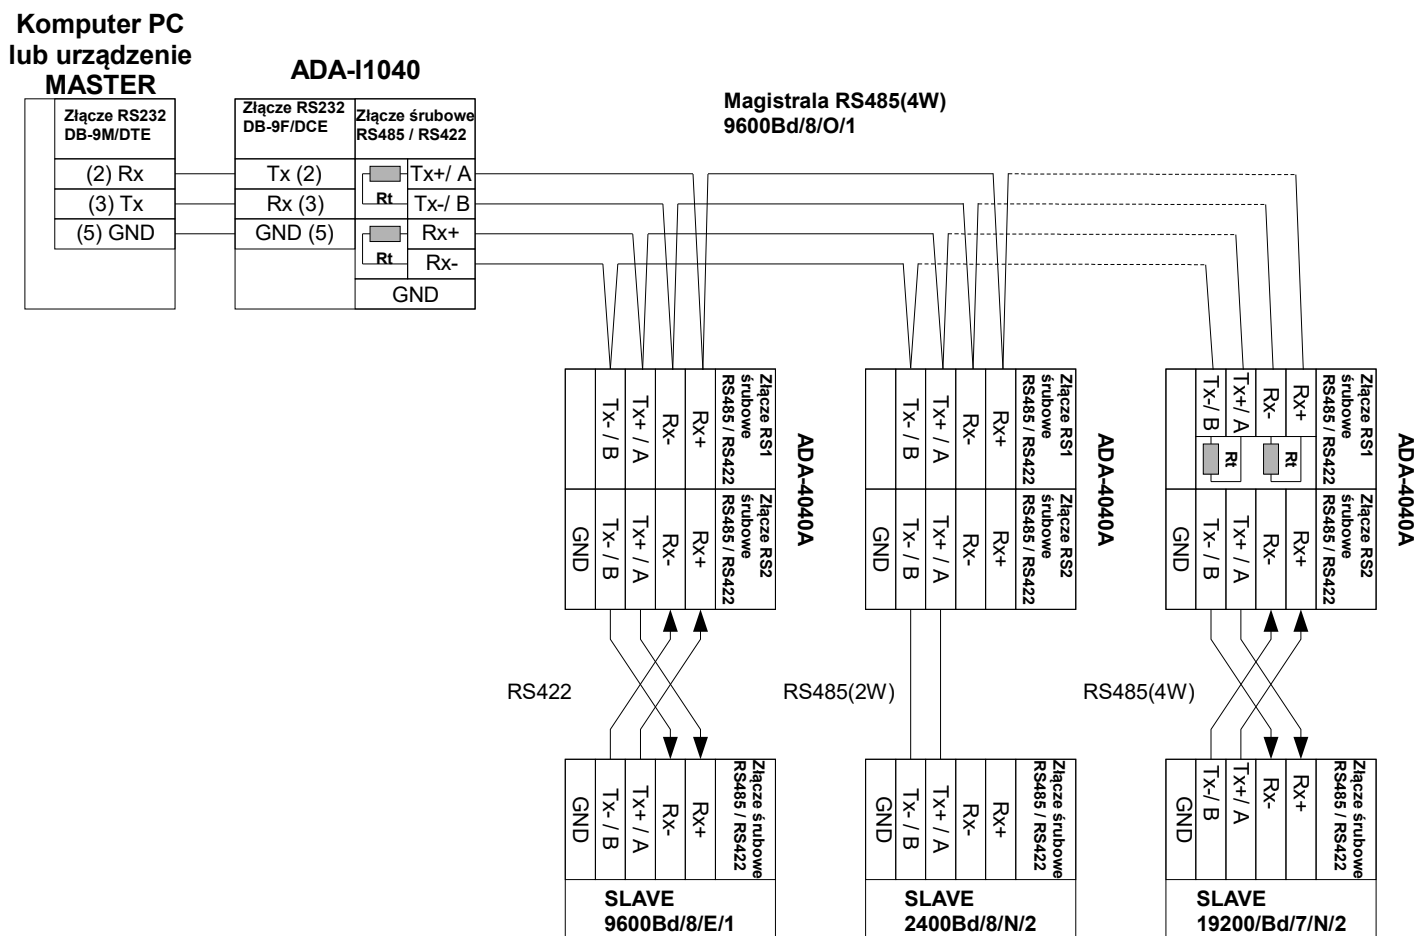 Komputer PC
lub urządzenie
MASTER
ADA-I1040
Magistrala RS485(4W)
9600Bd/8/O/1
Złącze RS232
DB-9M/DTE
(2) Rx
(3) Tx
(5) GND
Złącze RS232
DB-9F/DCE
Tx (2)
Rx (3)
GND (5)
Złącze śrubowe
RS485 / RS422
Rt
Tx+/ A
Tx-/ B
Rt
Rx+
Rx-
GND
Tx- / B
Tx+ / A
Rx-
Rx+
Złącze RS1
śrubowe
RS485 / RS422
GND
Tx- / B
Tx+ / A
Rx-
Rx+
Złącze RS2
śrubowe
RS485 / RS422
ADA-4040A
Tx- / B
Tx+ / A
Rx-
Rx+
Złącze RS1
śrubowe
RS485 / RS422
GND
Tx- / B
Tx+ / A
Rx-
Rx+
Złącze RS2
śrubowe
RS485 / RS422
ADA-4040A
Tx-/ B
Tx+/ A
Rx-
Rx+
Rt
Rt
Złącze RS1
śrubowe
RS485 / RS422
GND
Tx- / B
Tx+ / A
Rx-
Rx+
Złącze RS2
śrubowe
RS485 / RS422
ADA-4040A
RS422
RS485(2W)
RS485(4W)
GND
Tx- / B
Tx+ / A
Rx-
Rx+
Złącze śrubowe
RS485 / RS422
SLAVE
9600Bd/8/E/1
GND
Tx- / B
Tx+ / A
Rx-
Rx+
Złącze śrubowe
RS485 / RS422
SLAVE
2400Bd/8/N/2
GND
Tx-/ B
Tx+/ A
Rx-
Rx+
Złącze śrubowe
RS485 / RS422
SLAVE
19200/Bd/7/N/2